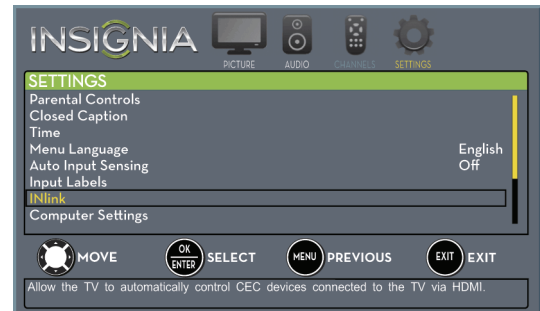 INSIGNIA
PICTURE AUDIO CHANNELS SETTINGS
SETTINGS
Parental Controls
Closed Caption
Time
Menu Language English
Auto Input Sensing Off
Input Labels
INlink
Computer Settings
MOVE OK ENTER SELECT MENU PREVIOUS EXIT EXIT
Allow the TV to automatically control CEC devices connected to the TV via HDMI.